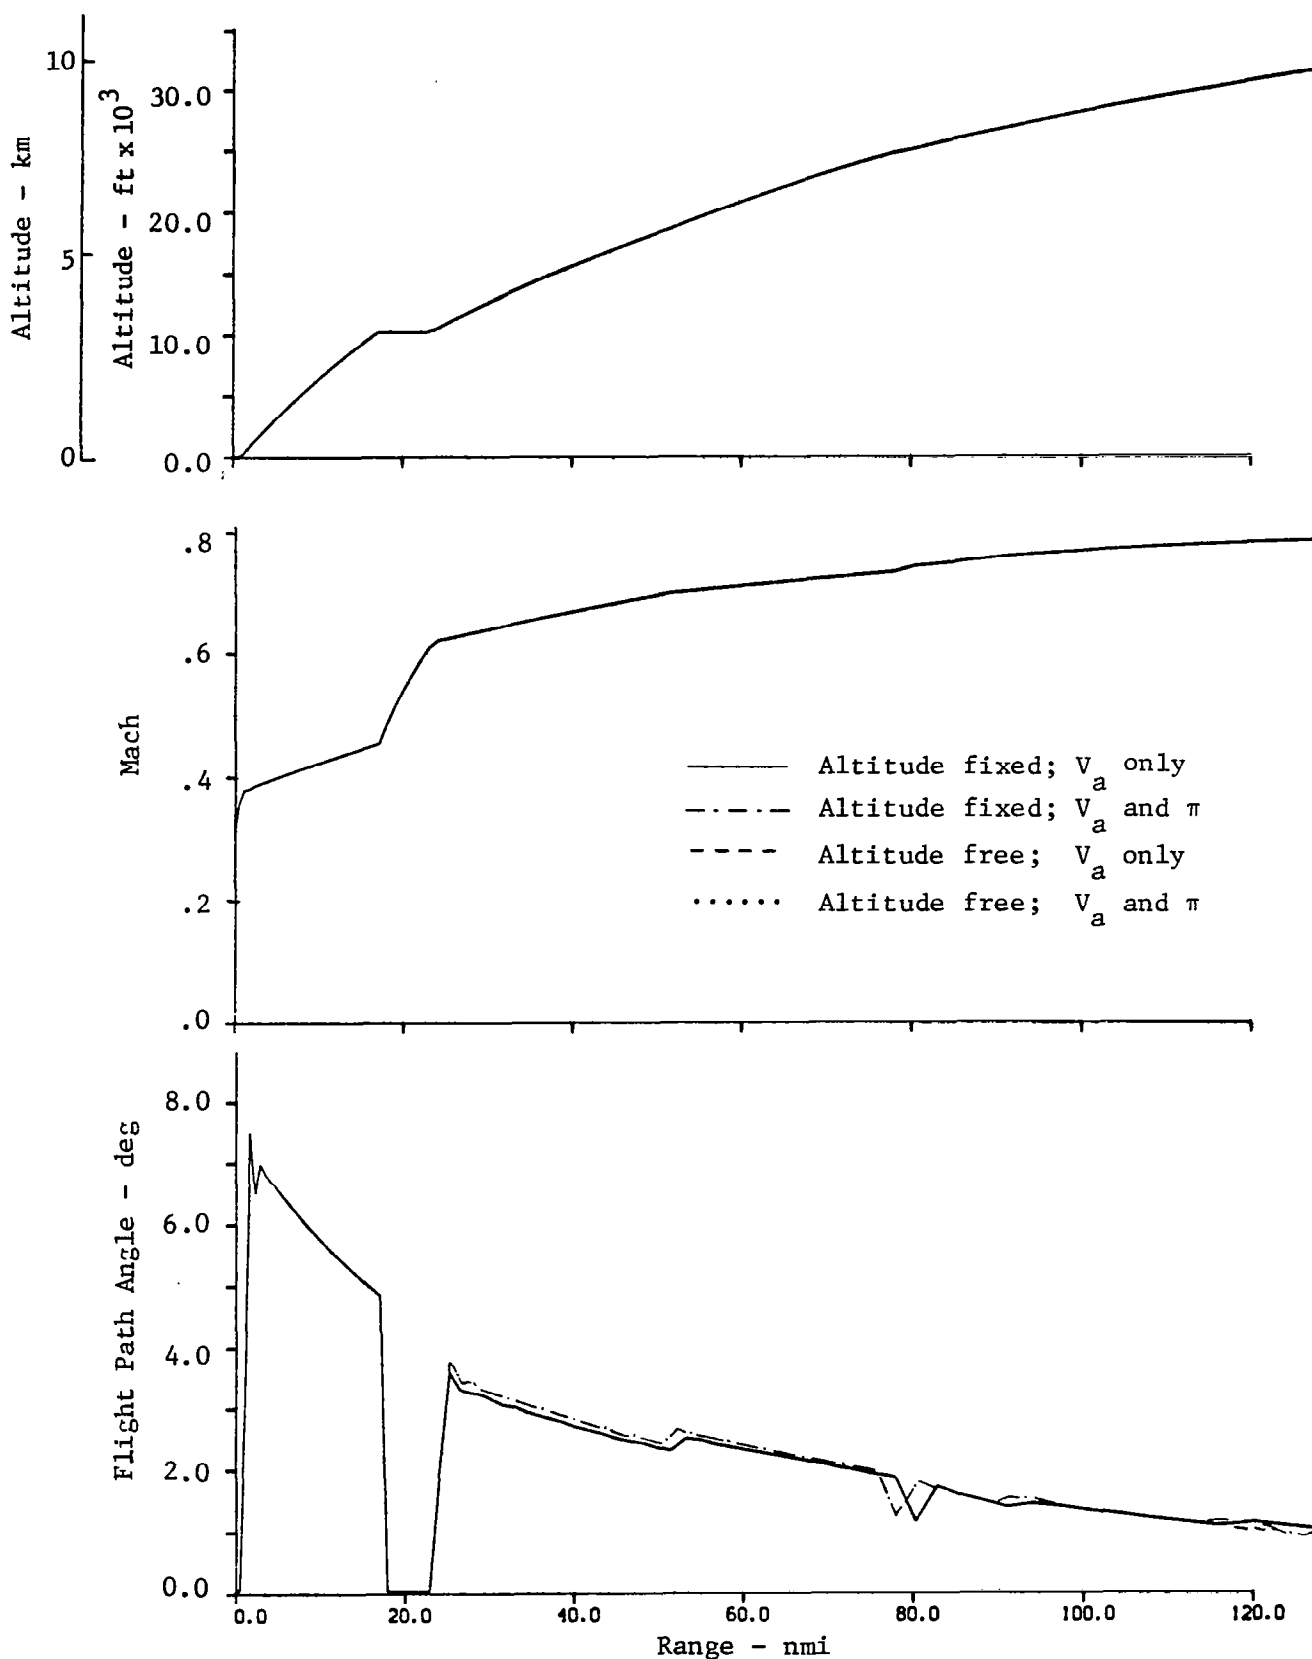 10
5
0
Altitude - km
Altitude - ft x 10³
30.0
20.0
10.0
0.0
Mach
.8
.6
.4
.2
.0
Altitude fixed; V_a only
Altitude fixed; V_a and π
Altitude free; V_a only
Altitude free; V_a and π
Flight Path Angle - deg
8.0
6.0
4.0
2.0
0.0
0.0 20.0 40.0 60.0 80.0 100.0 120.0
Range - nmi